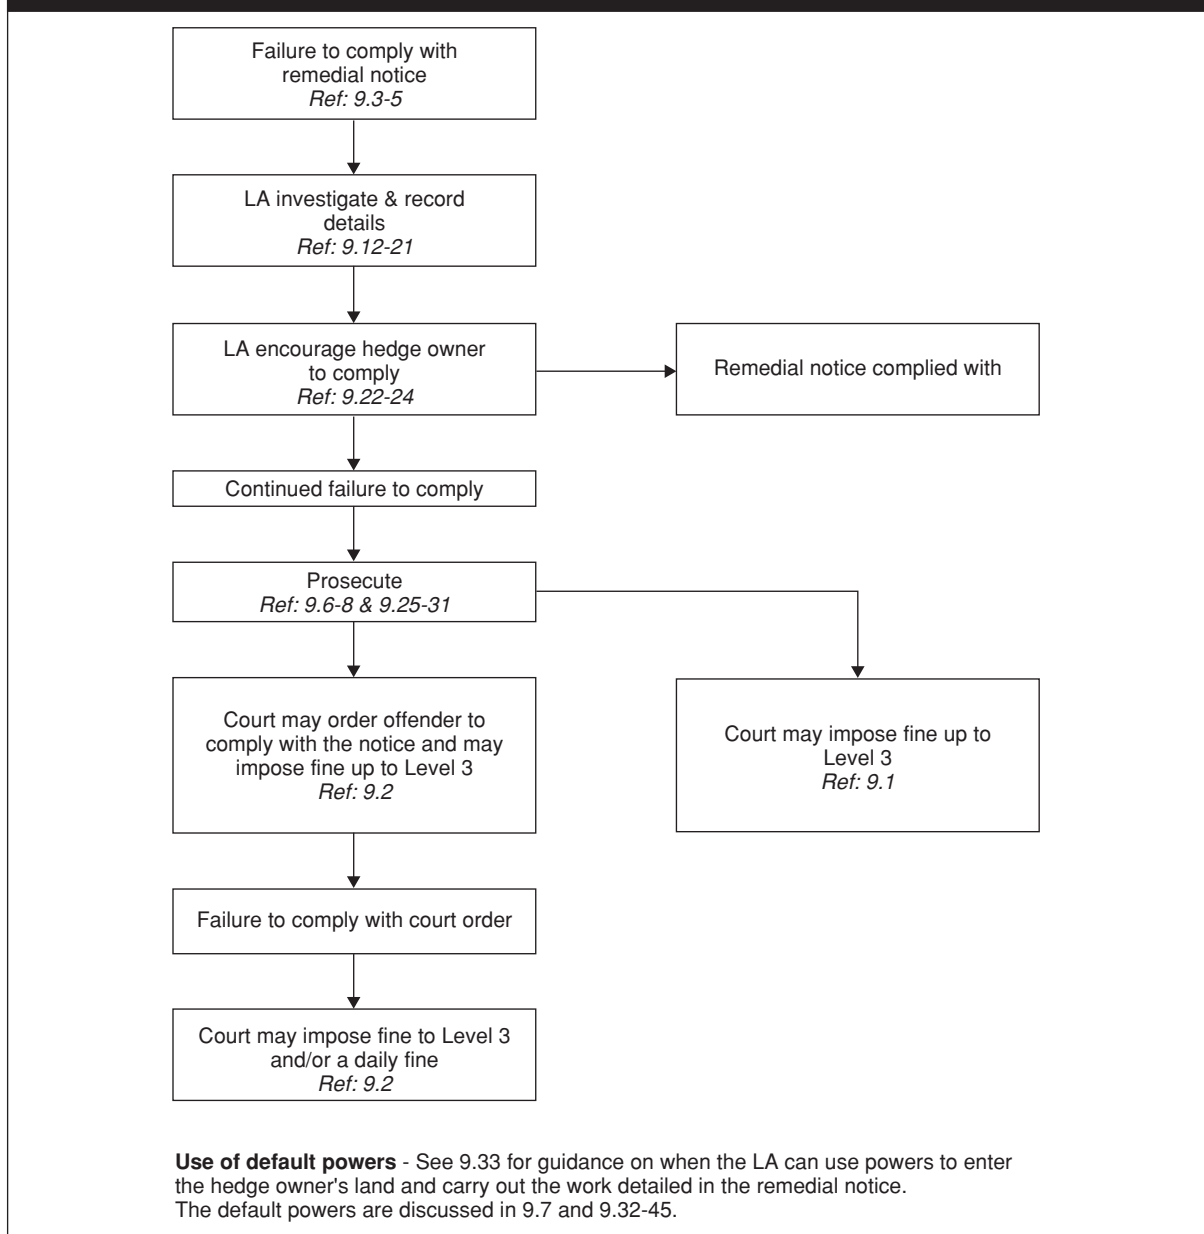 Failure to comply with
remedial notice
Ref: 9.3-5
LA investigate & record
details
Ref: 9.12-21
LA encourage hedge owner
to comply
Ref: 9.22-24
Remedial notice complied with
Continued failure to comply
Prosecute
Ref: 9.6-8 & 9.25-31
Court may order offender to
comply with the notice and may
impose fine up to Level 3
Ref: 9.2
Court may impose fine up to
Level 3
Ref: 9.1
Failure to comply with court order
Court may impose fine to Level 3
and/or a daily fine
Ref: 9.2
Use of default powers - See 9.33 for guidance on when the LA can use powers to enter
the hedge owner's land and carry out the work detailed in the remedial notice.
The default powers are discussed in 9.7 and 9.32-45.